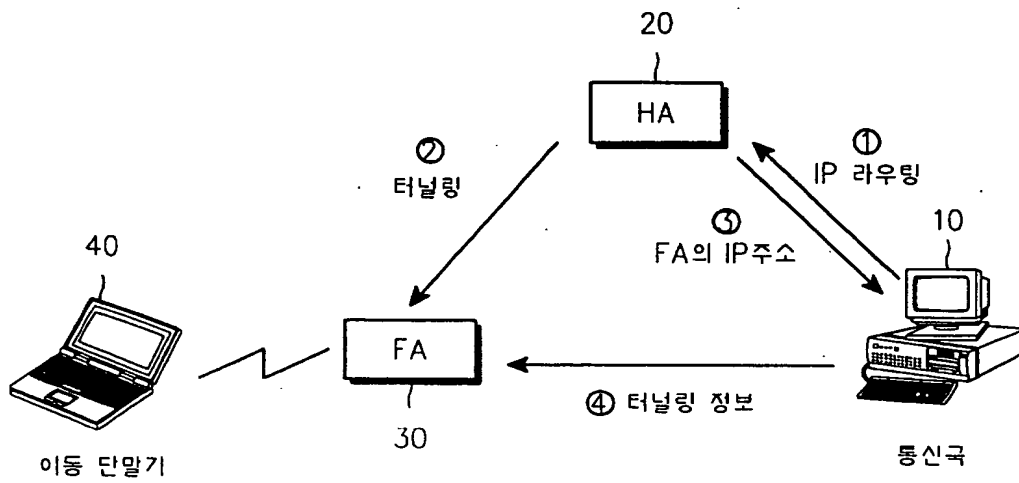 20
HA
①
IP 라우팅
②
터널링
③
FA의 IP주소
10
40
FA
30
④ 터널링 정보
이동 단말기
통신국